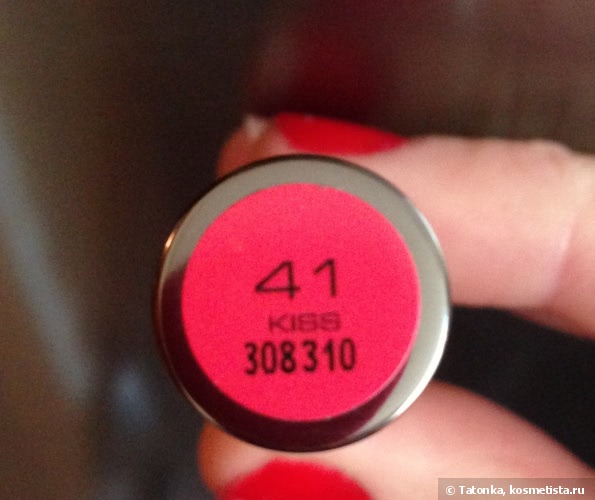 41
KISS
308310
© Tatonka, kosmetista.ru